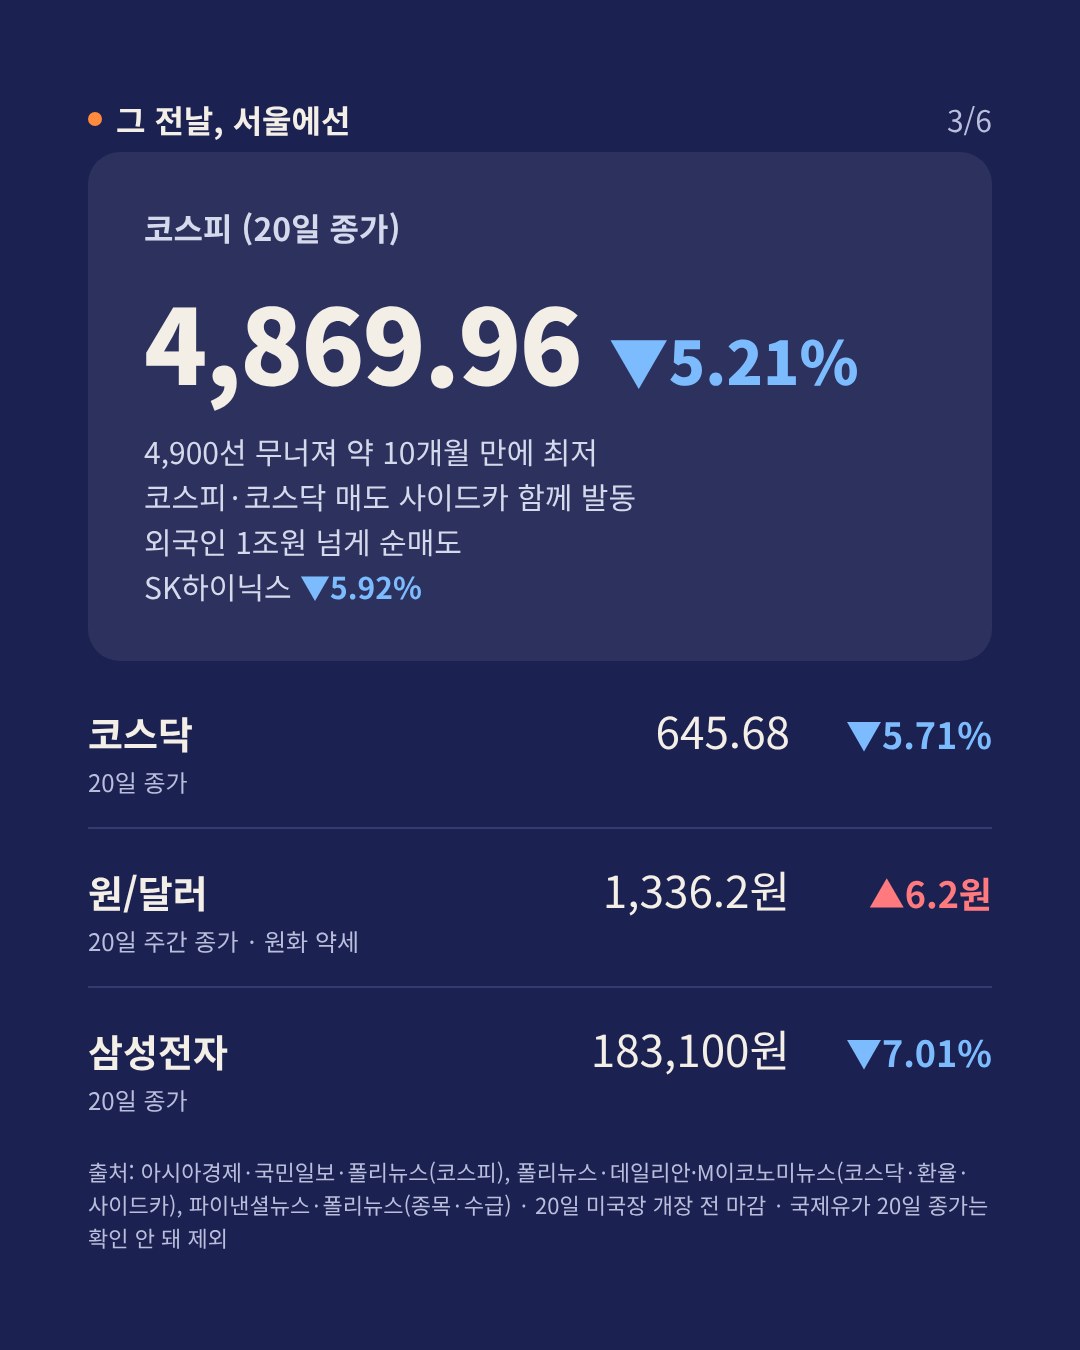 그 전날, 서울에선
3/6
코스피 (20일 종가)
4,869.96 ▼5.21%
4,900선 무너져 약 10개월 만에 최저
코스피·코스닥 매도 사이드카 함께 발동
외국인 1조원 넘게 순매도
SK하이닉스 ▼5.92%
코스닥 645.68 ▼5.71%
20일 종가
원/달러 1,336.2원 ▲6.2원
20일 주간 종가 · 원화 약세
삼성전자 183,100원 ▼7.01%
20일 종가
출처: 아시아경제·국민일보·폴리뉴스(코스피), 폴리뉴스·데일리안·M이코노미뉴스(코스닥·환율·
사이드카), 파이낸셜뉴스·폴리뉴스(종목·수급) · 20일 미국장 개장 전 마감 · 국제유가 20일 종가는
확인 안 돼 제외